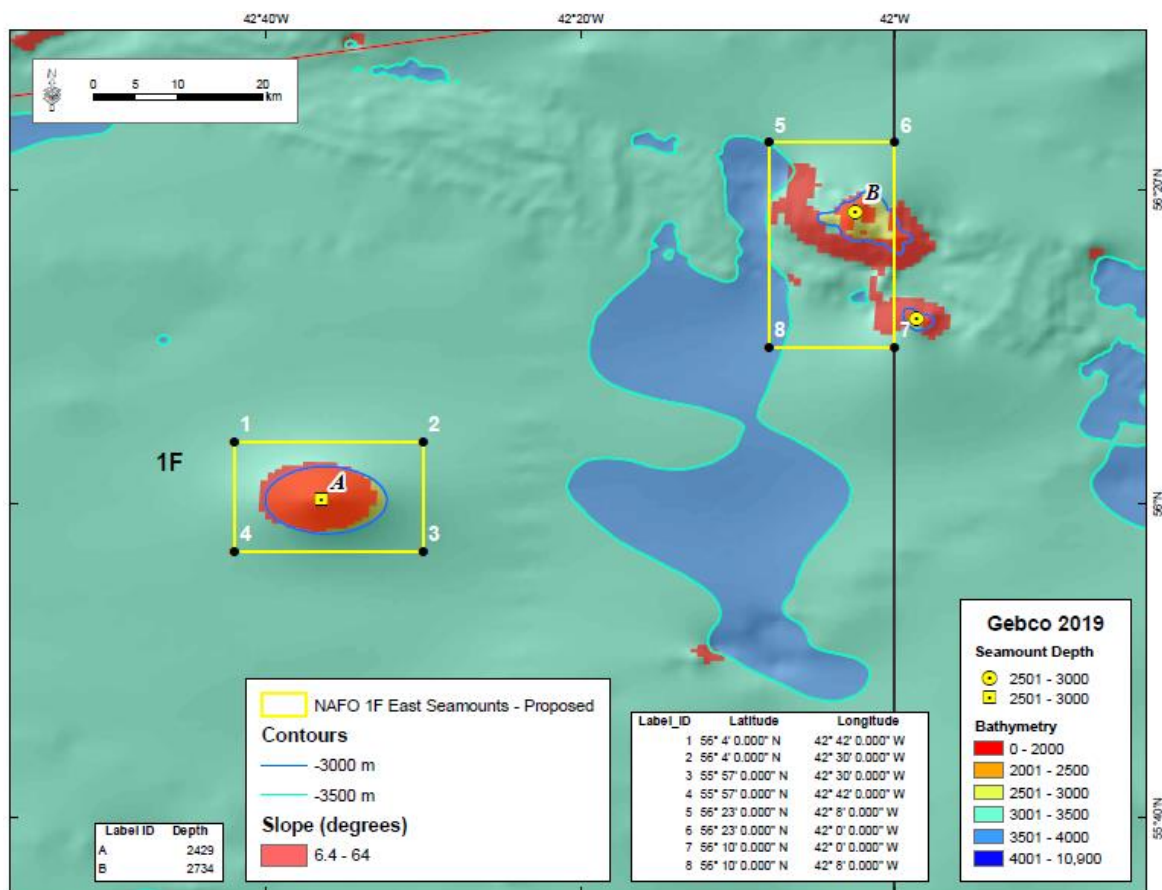 42°40'W 42°20'W 42°W
N
0 5 10 20
km
5 6
B
56°20'N
8 7
1 2
1F
A
56°N
4 3
Gebco 2019
Seamount Depth
2501 - 3000
2501 - 3000
Bathymetry
0 - 2000
2001 - 2500
2501 - 3000
3001 - 3500
3501 - 4000
4001 - 10,900
NAFO 1F East Seamounts - Proposed
Contours
-3000 m
-3500 m
Slope (degrees)
6.4 - 64
Label_ID Latitude Longitude
1 56° 4' 0.000" N 42° 42' 0.000" W
2 56° 4' 0.000" N 42° 30' 0.000" W
3 55° 57' 0.000" N 42° 30' 0.000" W
4 55° 57' 0.000" N 42° 42' 0.000" W
5 56° 23' 0.000" N 42° 8' 0.000" W
6 56° 23' 0.000" N 42° 0' 0.000" W
7 56° 10' 0.000" N 42° 0' 0.000" W
8 56° 10' 0.000" N 42° 8' 0.000" W
Label ID Depth
A 2429
B 2734
55°40'N